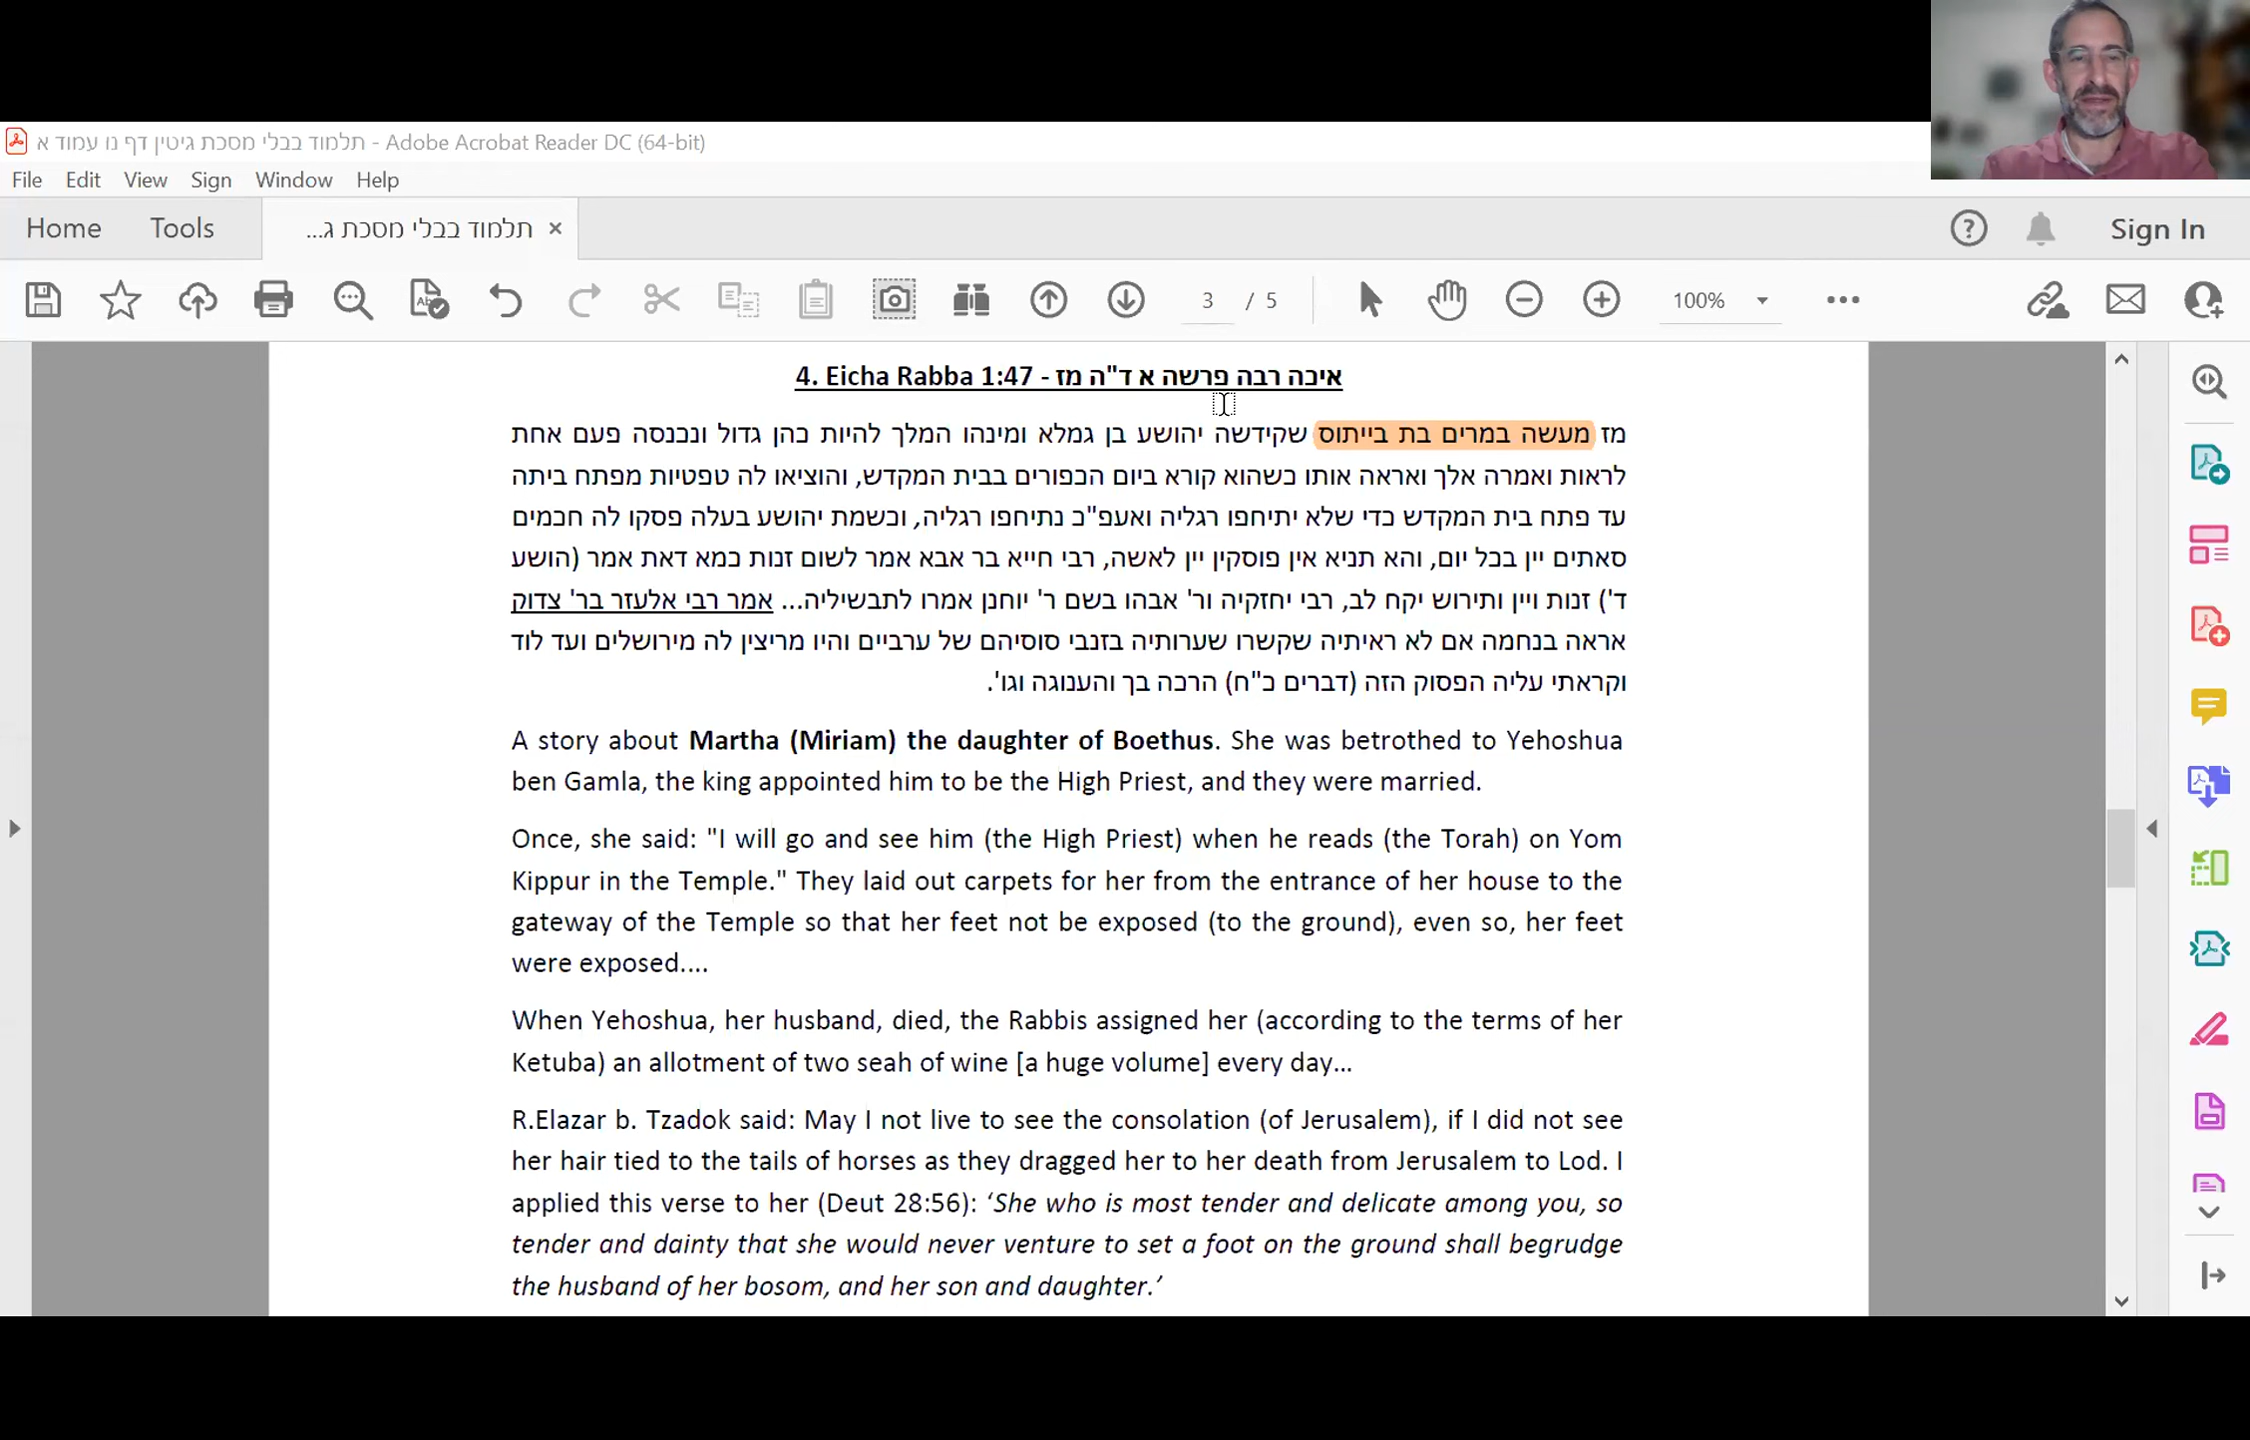 תלמוד בבלי מסכת גיטין דף נו עמוד א - Adobe Acrobat Reader DC (64-bit)
File Edit View Sign Window Help
Home Tools תלמוד בבלי מסכת ג... × Sign In
3 / 5 100%
4. Eicha Rabba 1:47 - איכה רבה פרשה א ד"ה מז
מז מעשה במרים בת בייתוס שקידשה יהושע בן גמלא ומינהו המלך להיות כהן גדול ונכנסה פעם אחת
לראות ואמרה אלך ואראה אותו כשהוא קורא ביום הכפורים בבית המקדש, והוציאו לה טפטיות מפתח ביתה
עד פתח בית המקדש כדי שלא יתיחפו רגליה ואעפ"כ נתיחפו רגליה, וכשמת יהושע בעלה פסקו לה חכמים
סאתים יין בכל יום, והא תניא אין פוסקין יין לאשה, רבי חייא בר אבא אמר לשום זנות כמא דאת אמר (הושע
ד') זנות ויין ותירוש יקח לב, רבי יחזקיה ור' אבהו בשם ר' יוחנן אמרו לתבשיליה... אמר רבי אלעזר בר' צדוק
אראה בנחמה אם לא ראיתיה שקשרו שערותיה בזנבי סוסיהם של ערביים והיו מריצין לה מירושלים ועד לוד
וקראתי עליה הפסוק הזה (דברים כ"ח) הרכה בך והענוגה וגו'.
A story about Martha (Miriam) the daughter of Boethus. She was betrothed to Yehoshua
ben Gamla, the king appointed him to be the High Priest, and they were married.
Once, she said: "I will go and see him (the High Priest) when he reads (the Torah) on Yom
Kippur in the Temple." They laid out carpets for her from the entrance of her house to the
gateway of the Temple so that her feet not be exposed (to the ground), even so, her feet
were exposed....
When Yehoshua, her husband, died, the Rabbis assigned her (according to the terms of her
Ketuba) an allotment of two seah of wine [a huge volume] every day...
R.Elazar b. Tzadok said: May I not live to see the consolation (of Jerusalem), if I did not see
her hair tied to the tails of horses as they dragged her to her death from Jerusalem to Lod. I
applied this verse to her (Deut 28:56): ‘She who is most tender and delicate among you, so
tender and dainty that she would never venture to set a foot on the ground shall begrudge
the husband of her bosom, and her son and daughter.’